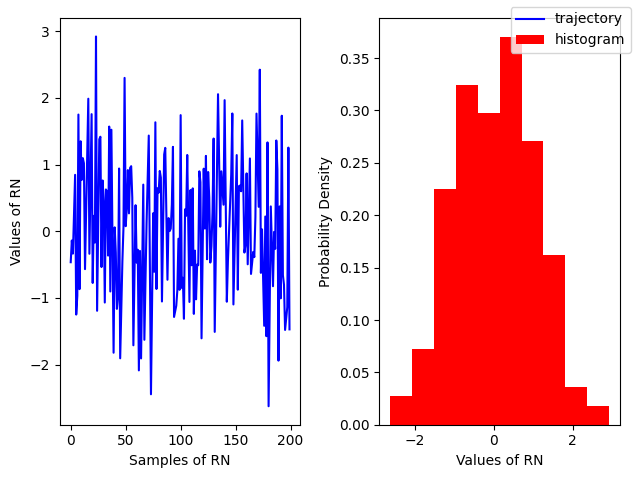 trajectory
histogram
3
2
1
0
−1
−2
Values of RN
0 50 100 150 200
Samples of RN
0.35
0.30
0.25
0.20
0.15
0.10
0.05
0.00
Probability Density
−2 0 2
Values of RN